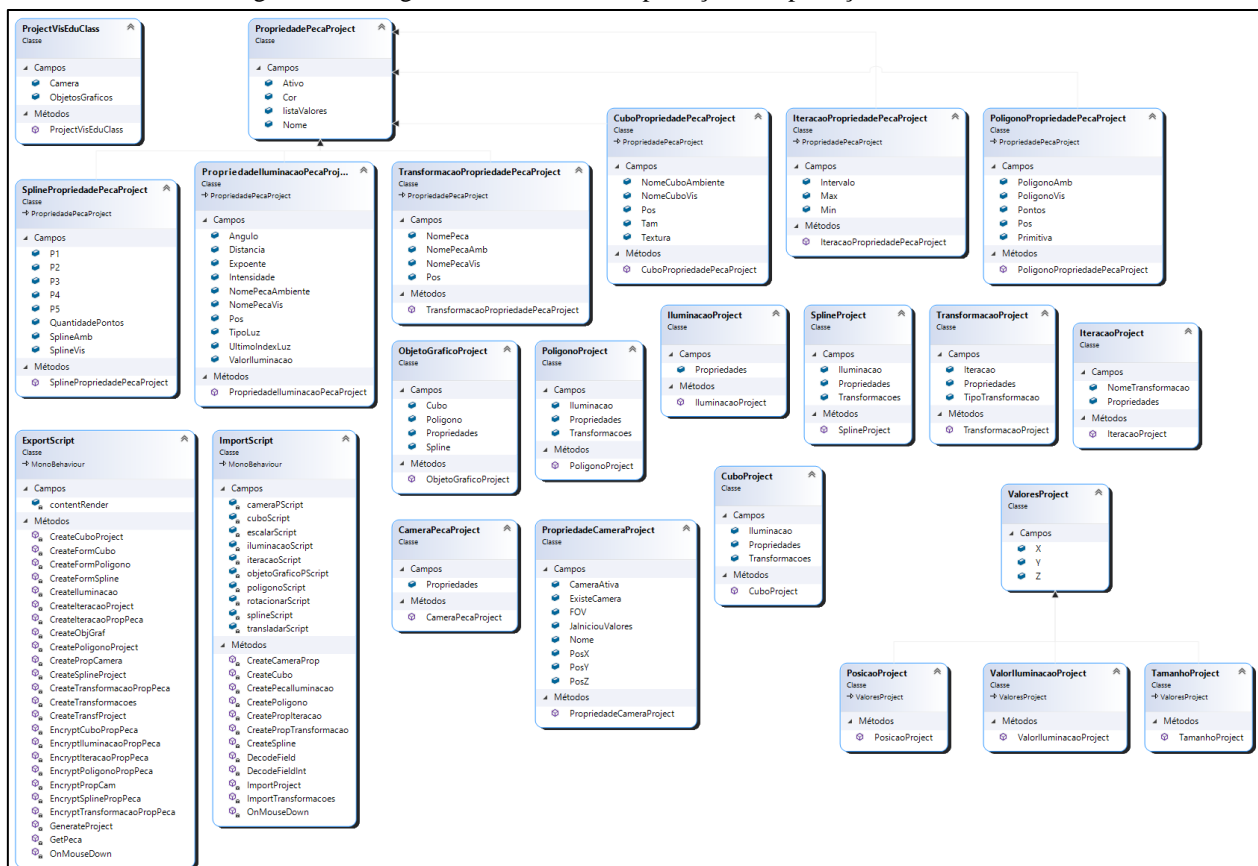 ProjectVisEduClass
Classe
Campos
Camera
ObjetosGraficos
Métodos
ProjectVisEduClass
PropriedadePecaProject
Classe
Campos
Ativo
Cor
listaValores
Nome
CuboPropriedadePecaProject
Classe
PropriedadePecaProject
Campos
NomeCuboAmbiente
NomeCuboVis
Pos
Tam
Textura
Métodos
CuboPropriedadePecaProject
IteracaoPropriedadePecaProject
Classe
PropriedadePecaProject
Campos
Intervalo
Max
Min
Métodos
IteracaoPropriedadePecaProject
PoligonoPropriedadePecaProject
Classe
PropriedadePecaProject
Campos
PoligonoAmb
PoligonoVis
Pontos
Pos
Primitiva
Métodos
PoligonoPropriedadePecaProject
SplinePropriedadePecaProject
Classe
PropriedadePecaProject
Campos
P1
P2
P3
P4
P5
QuantidadePontos
SplineAmb
SplineVis
Métodos
SplinePropriedadePecaProject
PropriedadeIluminacaoPecaProj...
Classe
PropriedadePecaProject
Campos
Angulo
Distancia
Expoente
Intensidade
NomePecaAmbiente
NomePecaVis
Pos
TipoLuz
UltimoIndexLuz
ValorIluminacao
Métodos
PropriedadeIluminacaoPecaProject
TransformacaoPropriedadePecaProject
Classe
PropriedadePecaProject
Campos
NomePeca
NomePecaAmb
NomePecaVis
Pos
Métodos
TransformacaoPropriedadePecaProject
IluminacaoProject
Classe
Campos
Propriedades
Métodos
IluminacaoProject
SplineProject
Classe
Campos
Iluminacao
Propriedades
Transformacoes
Métodos
SplineProject
TransformacaoProject
Classe
Campos
Iteracao
Propriedades
TipoTransformacao
Métodos
TransformacaoProject
IteracaoProject
Classe
Campos
NomeTransformacao
Propriedades
Métodos
IteracaoProject
ObjetoGraficoProject
Classe
Campos
Cubo
Poligono
Propriedades
Spline
Métodos
ObjetoGraficoProject
PoligonoProject
Classe
Campos
Iluminacao
Propriedades
Transformacoes
Métodos
PoligonoProject
ExportScript
Classe
MonoBehaviour
Campos
contentRender
Métodos
CreateCuboProject
CreateFormCubo
CreateFormPoligono
CreateFormSpline
CreateIluminacao
CreateIteracaoProject
CreateIteracaoPropPeca
CreateObjGraf
CreatePoligonoProject
CreatePropCamera
CreateSplineProject
CreateTransformacaoPropPeca
CreateTransformacoes
CreateTransfProject
EncryptCuboPropPeca
EncryptIluminacaoPropPeca
EncryptIteracaoPropPeca
EncryptPoligonoPropPeca
EncryptPropCam
EncryptSplinePropPeca
EncryptTransformacaoPropPeca
GenerateProject
GetPeca
OnMouseDown
ImportScript
Classe
MonoBehaviour
Campos
cameraPScript
cuboScript
escalarScript
iluminacaoScript
iteracaoScript
objetoGraficoPScript
poligonoScript
rotacionarScript
splineScript
transladarScript
Métodos
CreateCameraProp
CreateCubo
CreatePecaIluminacao
CreatePoligono
CreatePropIteracao
CreatePropTransformacao
CreateSpline
DecodeField
DecodeFieldInt
ImportProject
ImportTransformacoes
OnMouseDown
CameraPecaProject
Classe
Campos
Propriedades
Métodos
CameraPecaProject
PropriedadeCameraProject
Classe
Campos
CameraAtiva
ExisteCamera
FOV
JaIniciouValores
Nome
PosX
PosY
PosZ
Métodos
PropriedadeCameraProject
CuboProject
Classe
Campos
Iluminacao
Propriedades
Transformacoes
Métodos
CuboProject
ValoresProject
Classe
Campos
X
Y
Z
PosicaoProject
Classe
ValoresProject
Métodos
PosicaoProject
ValorIluminacaoProject
Classe
ValoresProject
Métodos
ValorIluminacaoProject
TamanhoProject
Classe
ValoresProject
Métodos
TamanhoProject